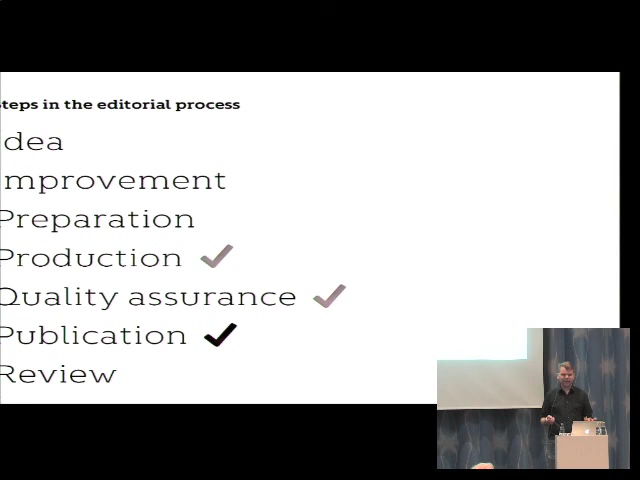 teps in the editorial process
dea
mprovement
Preparation
Production
Quality assurance
Publication
Review